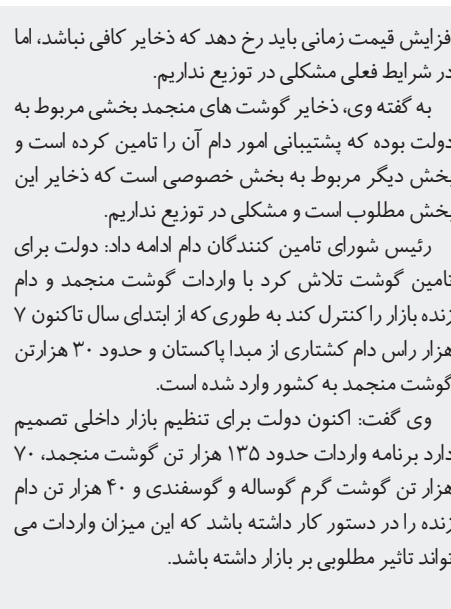 افزایش قیمت زمانی باید رخ دهد که ذخایر کافی نباشد، اما
در شرایط فعلی مشکلی در توزیع نداریم.
به گفته وی، ذخایر گوشت های منجمد بخشی مربوط به
دولت بوده که پشتیبانی امور دام آن را تامین کرده است و
بخش دیگر مربوط به بخش خصوصی است که ذخایر این
بخش مطلوب است و مشکلی در توزیع نداریم.
رئیس شورای تامین کنندگان دام ادامه داد: دولت برای
تامین گوشت تلاش کرد با واردات گوشت منجمد و دام
زنده بازار را کنترل کند به طوری که از ابتدای سال تاکنون ۷
هزار راس دام کشتاری از مبدا پاکستان و حدود ۳۰ هزارتن
گوشت منجمد به کشور وارد شده است.
وی گفت: اکنون دولت برای تنظیم بازار داخلی تصمیم
دارد برنامه واردات حدود ۱۳۵ هزار تن گوشت منجمد، ۷۰
هزار تن گوشت گرم گوساله و گوسفندی و ۴۰ هزار تن دام
زنده را در دستور کار داشته باشد که این میزان واردات می
تواند تاثیر مطلوبی بر بازار داشته باشد.